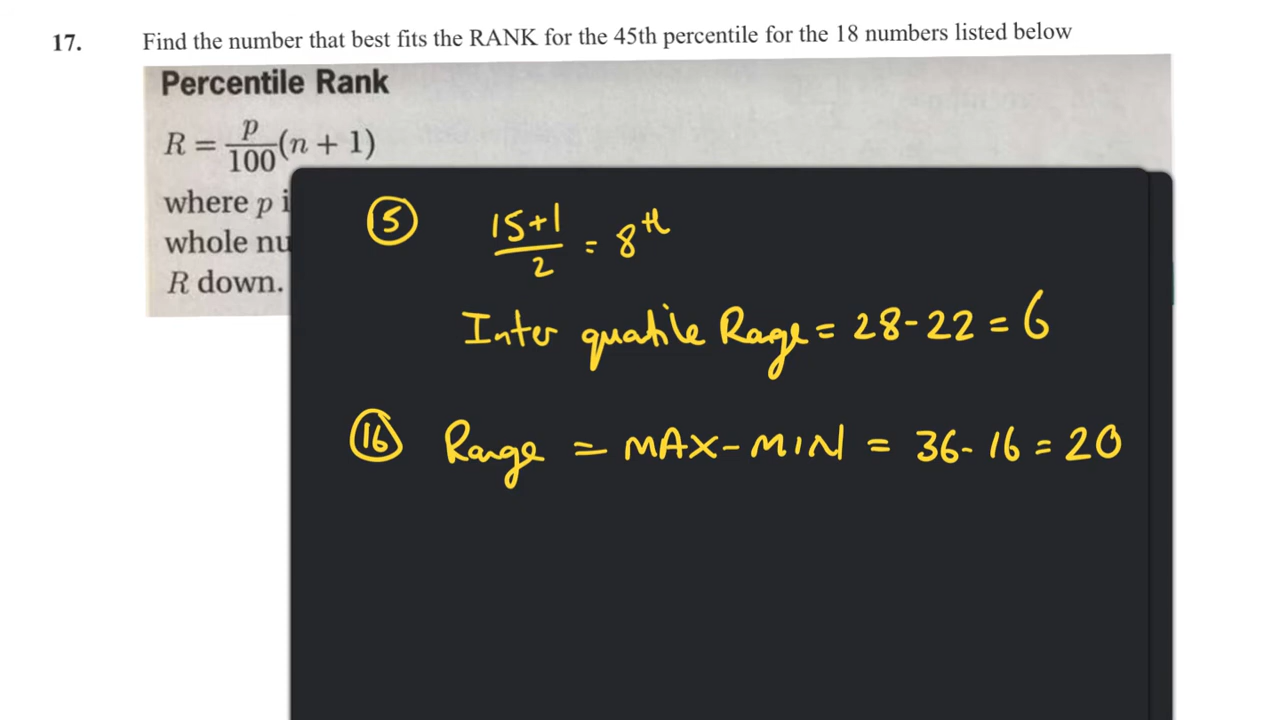 17. Find the number that best fits the RANK for the 45th percentile for the 18 numbers listed below
Percentile Rank
R = p/100 (n + 1)
where p i
whole nu
R down.
(15) 15+1/2 = 8th
Inter quatile Rage = 28-22 = 6
(16) Range = MAX-MIN = 36-16 = 20